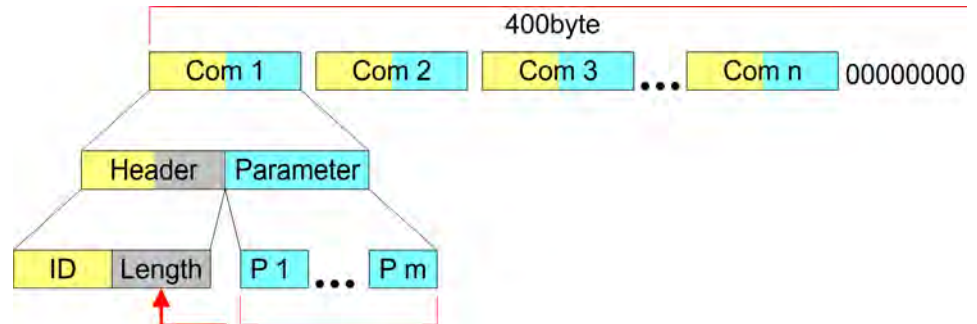 400byte
Com 1 Com 2 Com 3 ••• Com n 00000000
Header Parameter
ID Length P 1 ••• P m